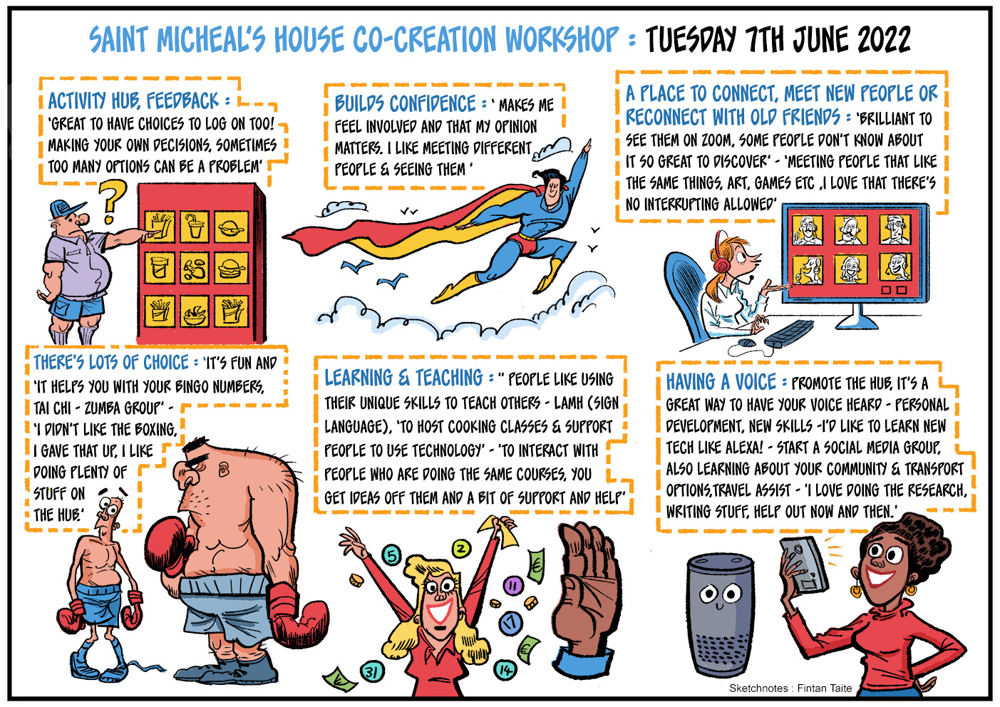 SAINT MICHEAL'S HOUSE CO-CREATION WORKSHOP : TUESDAY 7TH JUNE 2022
ACTIVITY HUB, FEEDBACK :
'GREAT TO HAVE CHOICES TO LOG ON TOO!
MAKING YOUR OWN DECISIONS, SOMETIMES
TOO MANY OPTIONS CAN BE A PROBLEM'
?
BUILDS CONFIDENCE : ' MAKES ME
FEEL INVOLVED AND THAT MY OPINION
MATTERS. I LIKE MEETING DIFFERENT
PEOPLE & SEEING THEM '
A PLACE TO CONNECT, MEET NEW PEOPLE OR
RECONNECT WITH OLD FRIENDS : 'BRILLIANT TO
SEE THEM ON ZOOM, SOME PEOPLE DON'T KNOW ABOUT
IT SO GREAT TO DISCOVER' - 'MEETING PEOPLE THAT LIKE
THE SAME THINGS, ART, GAMES ETC ,I LOVE THAT THERE'S
NO INTERRUPTING ALLOWED'
THERE'S LOTS OF CHOICE : 'IT'S FUN AND
'IT HELPS YOU WITH YOUR BINGO NUMBERS,
TAI CHI - ZUMBA GROUP' -
'I DIDN'T LIKE THE BOXING,
I GAVE THAT UP, I LIKE
DOING PLENTY OF
STUFF ON
THE HUB.'
LEARNING & TEACHING : " PEOPLE LIKE USING
THEIR UNIQUE SKILLS TO TEACH OTHERS - LAMH (SIGN
LANGUAGE), 'TO HOST COOKING CLASSES & SUPPORT
PEOPLE TO USE TECHNOLOGY' - 'TO INTERACT WITH
PEOPLE WHO ARE DOING THE SAME COURSES, YOU
GET IDEAS OFF THEM AND A BIT OF SUPPORT AND HELP'
5
2
€
11
17
€
31
14
€
HAVING A VOICE : PROMOTE THE HUB, IT'S A
GREAT WAY TO HAVE YOUR VOICE HEARD - PERSONAL
DEVELOPMENT, NEW SKILLS -I'D LIKE TO LEARN NEW
TECH LIKE ALEXA! - START A SOCIAL MEDIA GROUP,
ALSO LEARNING ABOUT YOUR COMMUNITY & TRANSPORT
OPTIONS,TRAVEL ASSIST - 'I LOVE DOING THE RESEARCH,
WRITING STUFF, HELP OUT NOW AND THEN.'
Sketchnotes : Fintan Taite